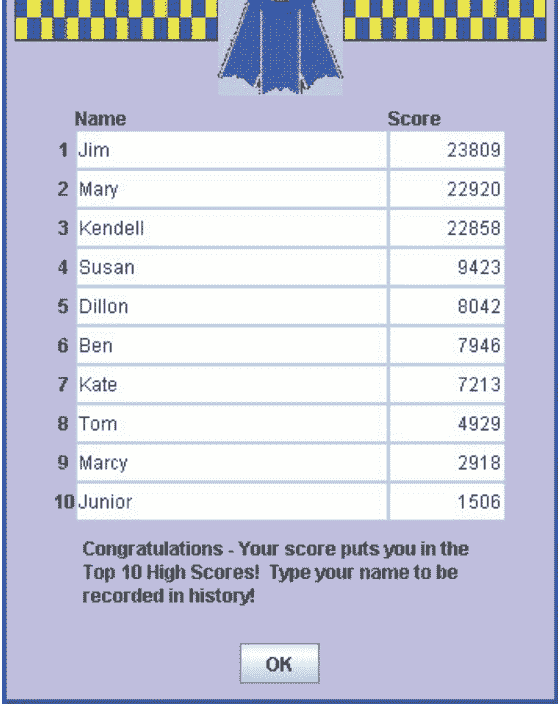 Name Score
1 Jim 23809
2 Mary 22920
3 Kendell 22858
4 Susan 9423
5 Dillon 8042
6 Ben 7946
7 Kate 7213
8 Tom 4929
9 Marcy 2918
10 Junior 1506
Congratulations - Your score puts you in the
Top 10 High Scores! Type your name to be
recorded in history!
OK